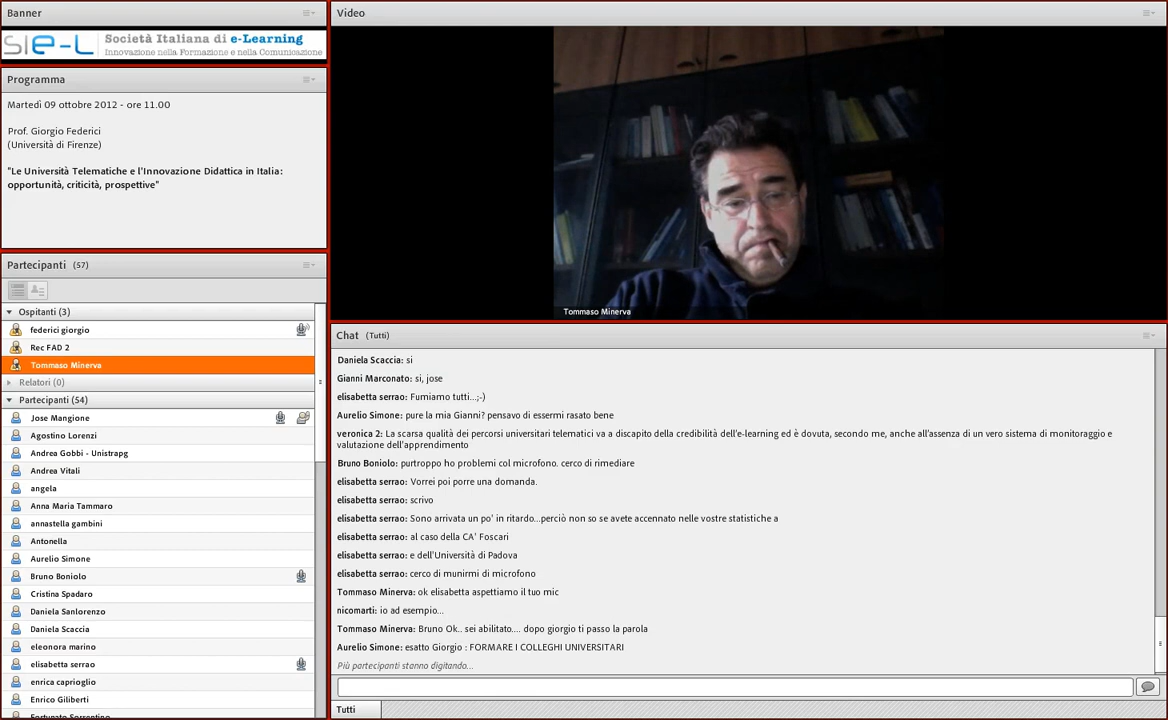 Banner
SIe-L Società Italiana di e-Learning
Innovazione nella Formazione e nella Comunicazione
Programma
Martedì 09 ottobre 2012 - ore 11.00
Prof. Giorgio Federici
(Università di Firenze)
"Le Università Telematiche e l'Innovazione Didattica in Italia:
opportunità, criticità, prospettive"
Partecipanti (57)
Ospitanti (3)
federici giorgio
Rec FAD 2
Tommaso Minerva
Relatori (0)
Partecipanti (54)
Jose Mangione
Agostino Lorenzi
Andrea Gobbi - Unistrapg
Andrea Vitali
angela
Anna Maria Tammaro
annastella gambini
Antonella
Aurelio Simone
Bruno Boniolo
Cristina Spadaro
Daniela Sanlorenzo
Daniela Scaccia
eleonora marino
elisabetta serrao
enrica caprioglio
Enrico Giliberti
Fortunato Sorrentino
Video
Tommaso Minerva
Chat (Tutti)
Daniela Scaccia: si
Gianni Marconato: si, jose
elisabetta serrao: Fumiamo tutti...;-)
Aurelio Simone: pure la mia Gianni? pensavo di essermi rasato bene
veronica 2: La scarsa qualità dei percorsi universitari telematici va a discapito della credibilità dell'e-learning ed è dovuta, secondo me, anche all'assenza di un vero sistema di monitoraggio e
valutazione dell'apprendimento
Bruno Boniolo: purtroppo ho problemi col microfono. cerco di rimediare
elisabetta serrao: Vorrei poi porre una domanda.
elisabetta serrao: scrivo
elisabetta serrao: Sono arrivata un po' in ritardo...perciò non so se avete accennato nelle vostre statistiche a
elisabetta serrao: al caso della CA' Foscari
elisabetta serrao: e dell'Università di Padova
elisabetta serrao: cerco di munirmi di microfono
Tommaso Minerva: ok elisabetta aspettiamo il tuo mic
nicomarti: io ad esempio...
Tommaso Minerva: Bruno Ok.. sei abilitato.... dopo giorgio ti passo la parola
Aurelio Simone: esatto Giorgio : FORMARE I COLLEGHI UNIVERSITARI
Più partecipanti stanno digitando...
Tutti